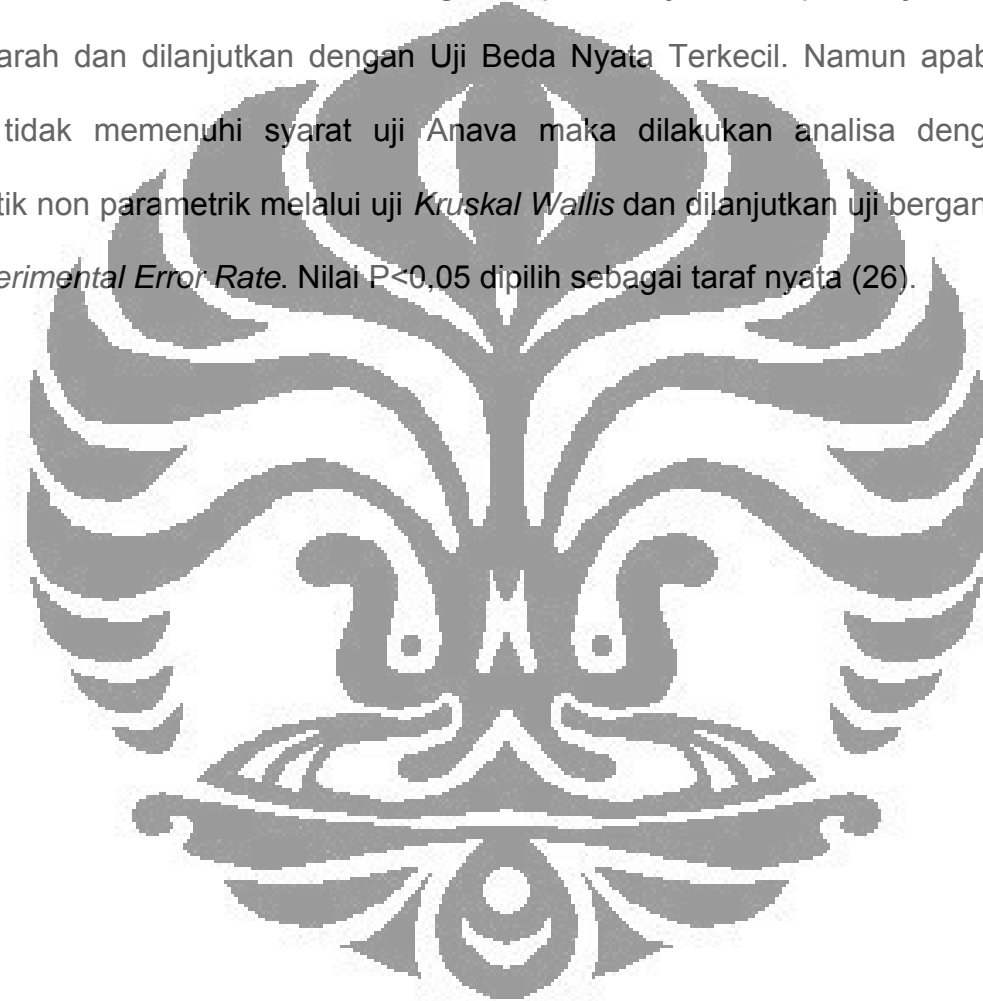 arah dan dilanjutkan dengan Uji Beda Nyata Terkecil. Namun apab
tidak memenuhi syarat uji Anava maka dilakukan analisa deng
tik non parametrik melalui uji Kruskal Wallis dan dilanjutkan uji bergan
erimental Error Rate. Nilai P<0,05 dipilih sebagai taraf nyata (26).